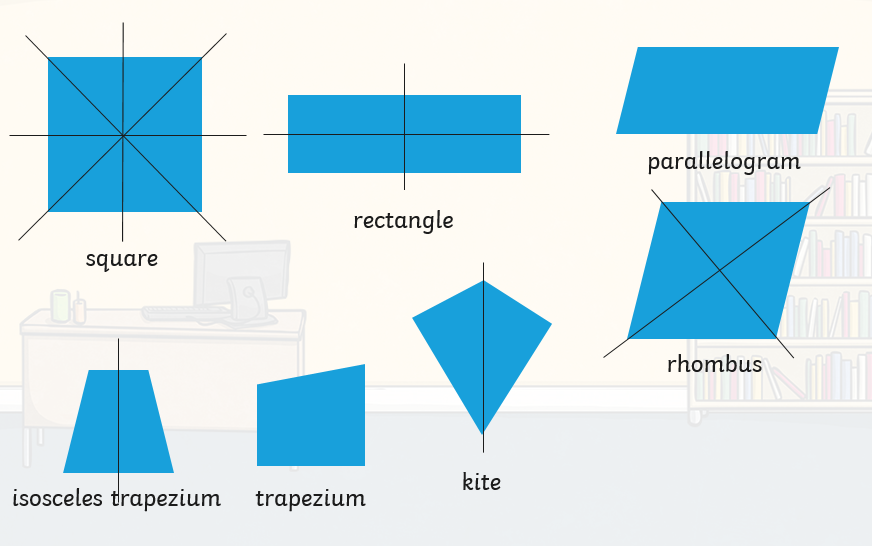 parallelogram
rectangle
square
rhombus
kite
isosceles trapezium
trapezium